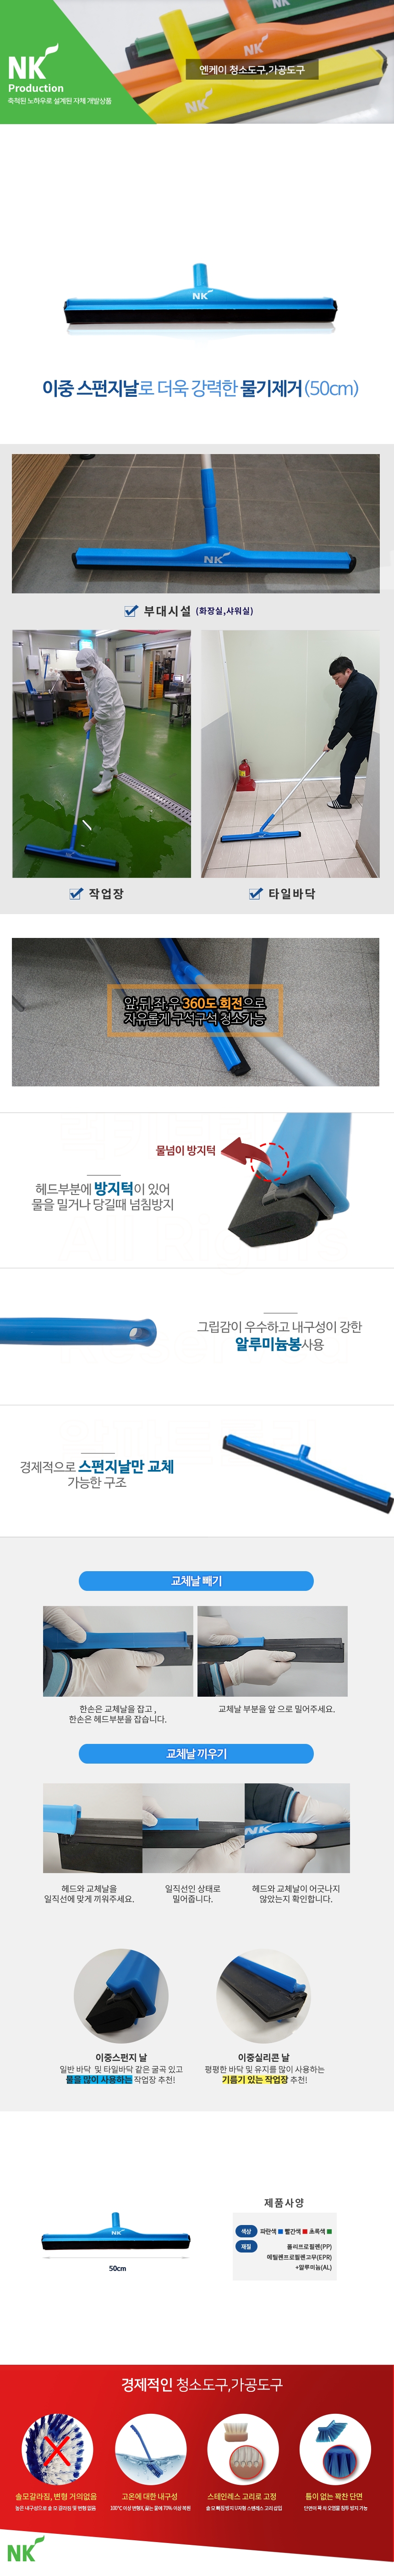 NK
Production
축적된 노하우로 설계된 자체 개발상품
엔케이 청소도구,가공도구
NK
NK
NK
NK
이중 스펀지날로 더욱 강력한 물기제거(50cm)
NK
부대시설 (화장실,샤워실)
작업장
타일바닥
앞,뒤,좌,우 360도 회전으로
자유롭게 구석구석 청소가능
물넘이 방지턱
헤드부분에 방지턱이 있어
물을 밀거나 당길때 넘침방지
그립감이 우수하고 내구성이 강한
알루미늄봉사용
경제적으로 스펀지날만 교체
가능한 구조
교체날 빼기
한손은 교체날을 잡고 ,
한손은 헤드부분을 잡습니다.
교체날 부분을 앞 으로 밀어주세요.
교체날 끼우기
NK
헤드와 교체날을
일직선에 맞게 끼워주세요.
일직선인 상태로
밀어줍니다.
헤드와 교체날이 어긋나지
않았는지 확인합니다.
이중스펀지 날
일반 바닥 및 타일바닥 같은 굴곡 있고
물을 많이 사용하는 작업장 추천!
이중실리콘 날
평평한 바닥 및 유지를 많이 사용하는
기름기 있는 작업장 추천!
NK
50cm
제품사양
색상 파란색 빨간색 초록색
재질 폴리프로필렌(PP)
에틸렌프로필렌고무(EPR)
+알루미늄(AL)
경제적인 청소도구,가공도구
솔모갈라짐, 변형 거의없음
높은 내구성으로 솔 모 갈라짐 및 변형 없음
고온에 대한 내구성
100℃ 이상 변형X, 끓는 물에 70% 이상 복원
스테인레스 고리로 고정
솔 모 빠짐 방지 U자형 스텐레스 고리 삽입
틈이 없는 꽉찬 단면
단면이 꽉 차 오염물 침투 방지 가능
NK